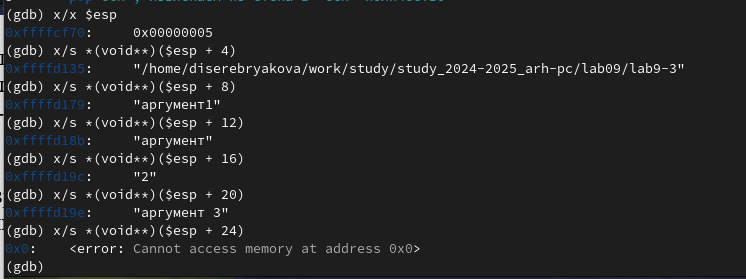 (gdb) x/x $esp
0xffffcf70: 0x00000005
(gdb) x/s *(void**)($esp + 4)
0xffffd135: "/home/diserebryakova/work/study/study_2024-2025_arh-pc/lab09/lab9-3"
(gdb) x/s *(void**)($esp + 8)
0xffffd179: "аргумент1"
(gdb) x/s *(void**)($esp + 12)
0xffffd18b: "аргумент"
(gdb) x/s *(void**)($esp + 16)
0xffffd19c: "2"
(gdb) x/s *(void**)($esp + 20)
0xffffd19e: "аргумент 3"
(gdb) x/s *(void**)($esp + 24)
0x0: <error: Cannot access memory at address 0x0>
(gdb)